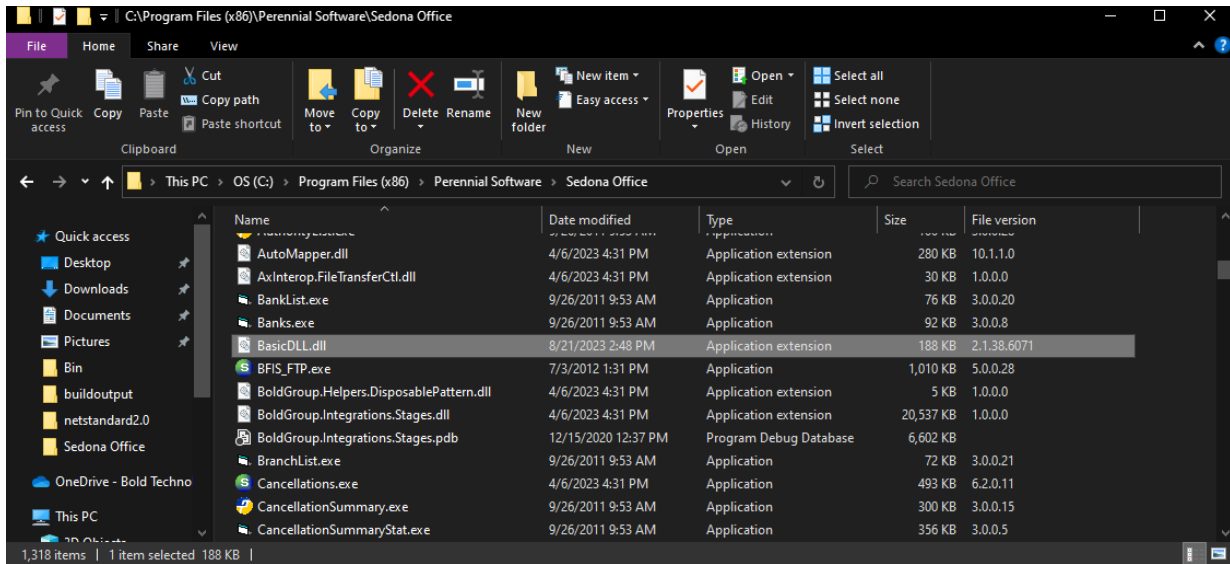 C:\Program Files (x86)\Perennial Software\Sedona Office
File Home Share View
Pin to Quick access
Copy
Paste
Cut
Copy path
Paste shortcut
Clipboard
Move to
Copy to
Delete
Rename
Organize
New folder
New item
Easy access
New
Properties
Open
Edit
History
Open
Select all
Select none
Invert selection
Select
This PC > OS (C:) > Program Files (x86) > Perennial Software > Sedona Office
Search Sedona Office
Quick access
Desktop
Downloads
Documents
Pictures
Bin
buildoutput
netstandard2.0
Sedona Office
OneDrive - Bold Techno
This PC
Name Date modified Type Size File version
AutoMapper.dll 4/6/2023 4:31 PM Application extension 280 KB 10.1.1.0
AxInterop.FileTransferCtl.dll 4/6/2023 4:31 PM Application extension 30 KB 1.0.0.0
BankList.exe 9/26/2011 9:53 AM Application 76 KB 3.0.0.20
Banks.exe 9/26/2011 9:53 AM Application 92 KB 3.0.0.8
BasicDLL.dll 8/21/2023 2:48 PM Application extension 188 KB 2.1.38.6071
BFIS_FTP.exe 7/3/2012 1:31 PM Application 1,010 KB 5.0.0.28
BoldGroup.Helpers.DisposablePattern.dll 4/6/2023 4:31 PM Application extension 5 KB 1.0.0.0
BoldGroup.Integrations.Stages.dll 4/6/2023 4:31 PM Application extension 20,537 KB 1.0.0.0
BoldGroup.Integrations.Stages.pdb 12/15/2020 12:37 PM Program Debug Database 6,602 KB
BranchList.exe 9/26/2011 9:53 AM Application 72 KB 3.0.0.21
Cancellations.exe 4/6/2023 4:31 PM Application 493 KB 6.2.0.11
CancellationSummary.exe 9/26/2011 9:53 AM Application 300 KB 3.0.0.15
CancellationSummaryStat.exe 9/26/2011 9:53 AM Application 356 KB 3.0.0.5
1,318 items | 1 item selected 188 KB |